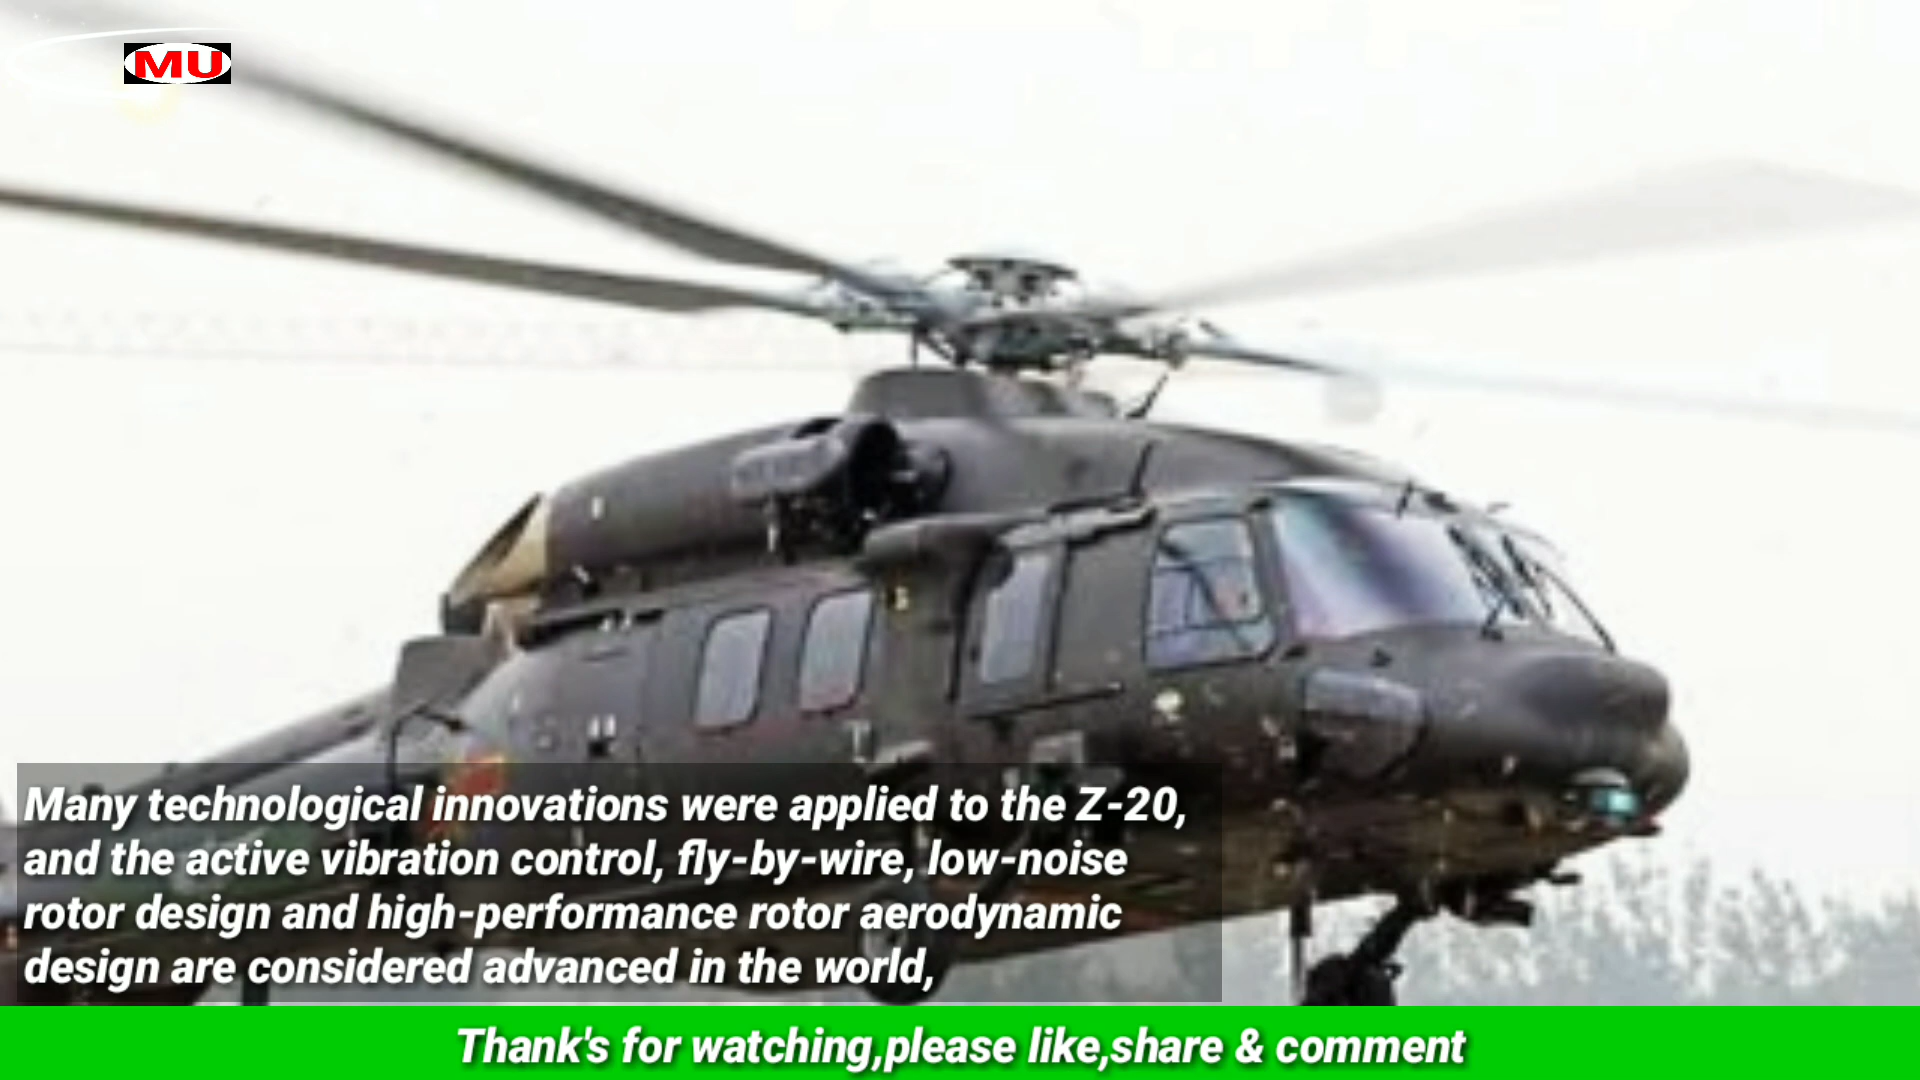 MU
Many technological innovations were applied to the Z-20,
and the active vibration control, fly-by-wire, low-noise
rotor design and high-performance rotor aerodynamic
design are considered advanced in the world,
Thank's for watching,please like,share & comment